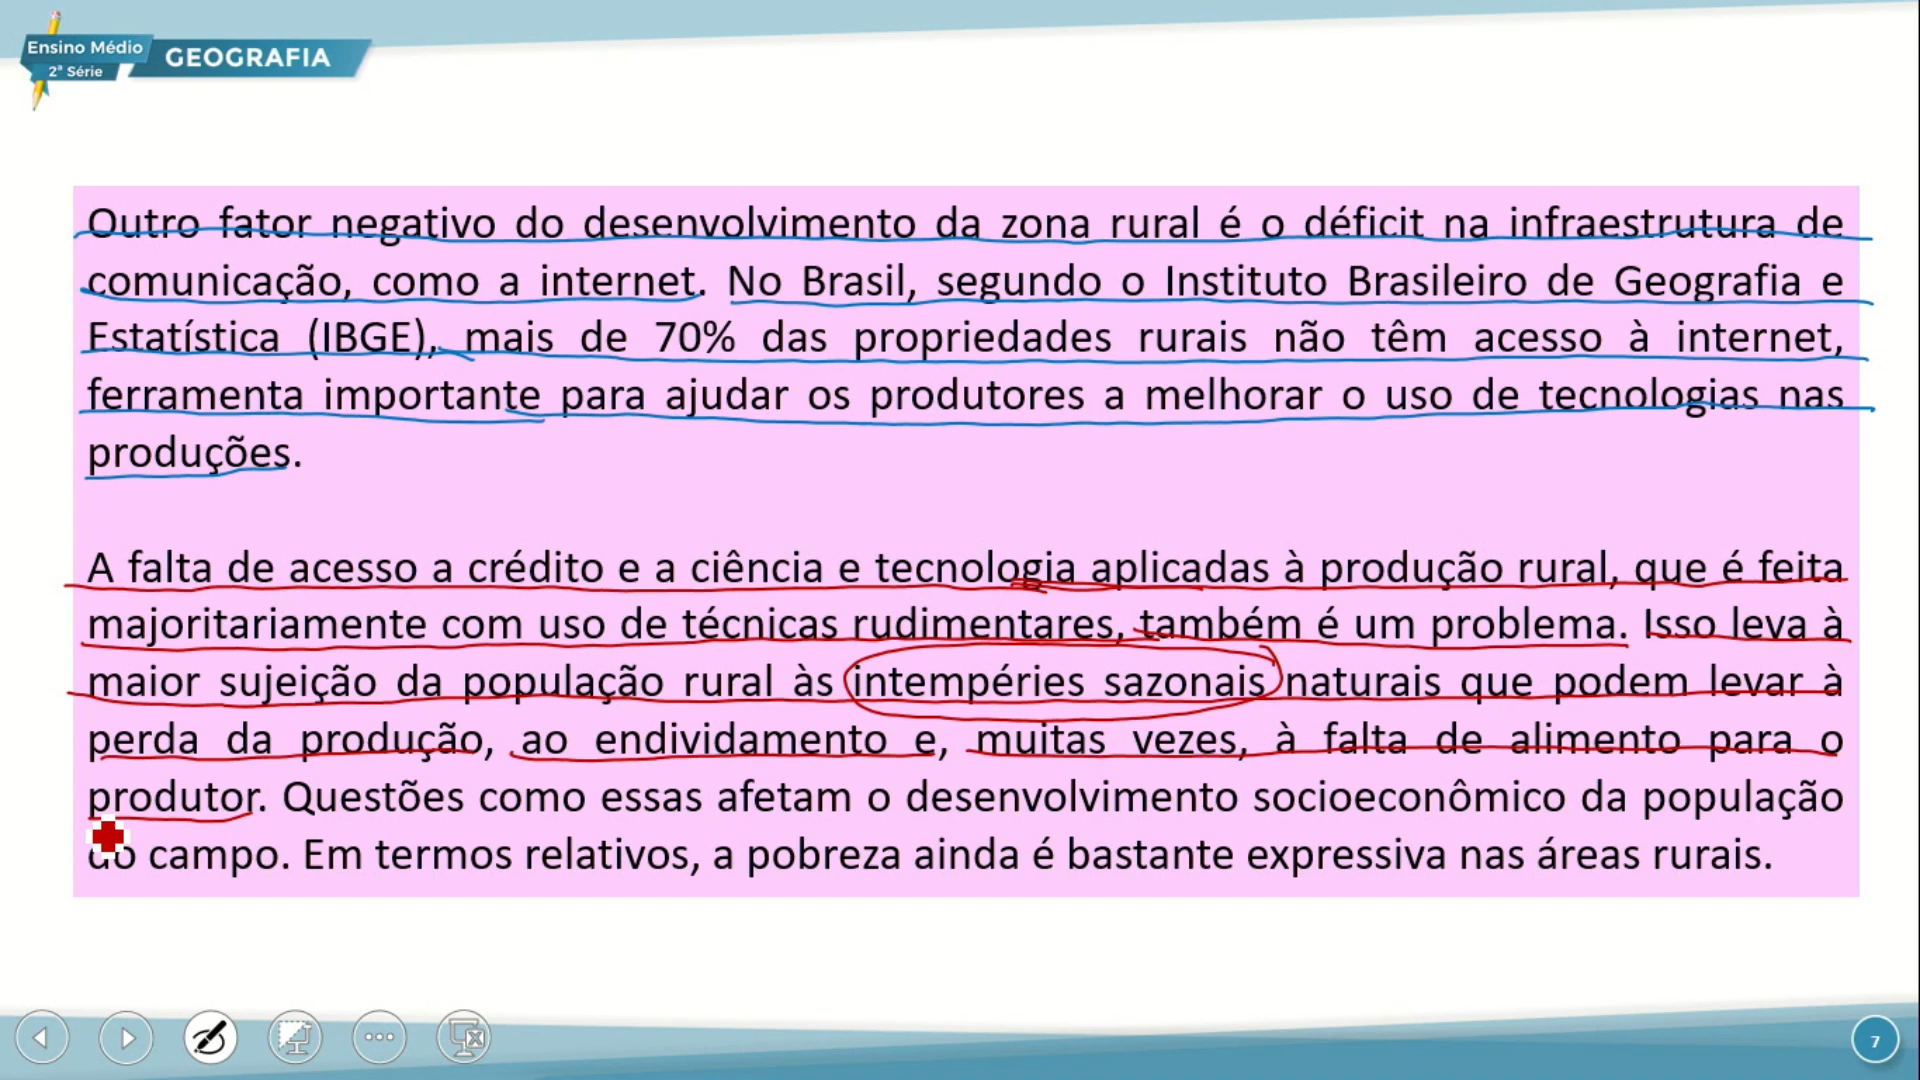 Ensino Médio
2ª Série
GEOGRAFIA
Outro fator negativo do desenvolvimento da zona rural é o déficit na infraestrutura de
comunicação, como a internet. No Brasil, segundo o Instituto Brasileiro de Geografia e
Estatística (IBGE), mais de 70% das propriedades rurais não têm acesso à internet,
ferramenta importante para ajudar os produtores a melhorar o uso de tecnologias nas
produções.
A falta de acesso a crédito e a ciência e tecnologia aplicadas à produção rural, que é feita
majoritariamente com uso de técnicas rudimentares, também é um problema. Isso leva à
maior sujeição da população rural às intempéries sazonais naturais que podem levar à
perda da produção, ao endividamento e, muitas vezes, à falta de alimento para o
produtor. Questões como essas afetam o desenvolvimento socioeconômico da população
do campo. Em termos relativos, a pobreza ainda é bastante expressiva nas áreas rurais.
7